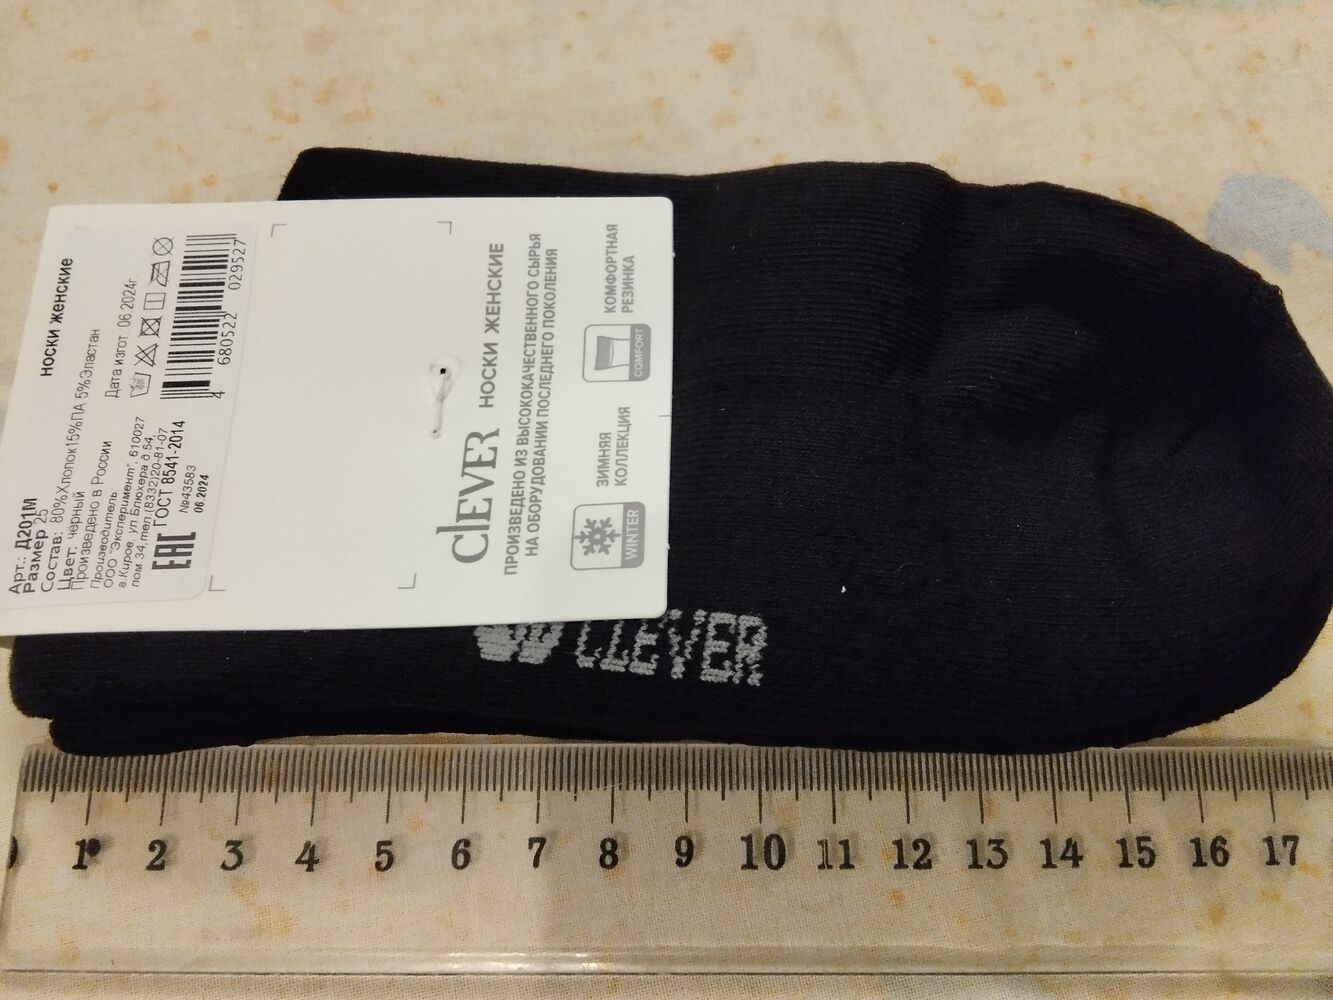 НОСКИ ЖЕНСКИЕ
Арт.: Д201М
Размер 25
Состав: 80%Хлопок15%ПА 5%Эластан
Цвет: чёрный
Произведено в России
Дата изгот.:06 2024г
Производитель:
ООО "Эксперимент", 610027
г.Киров, ул Блюхера д 54,
пом.34,тел.(8332)20-81-07
ЕАС ГОСТ 8541-2014
№43583
06 2024
4 680522 029527
CLEVER НОСКИ ЖЕНСКИЕ
ПРОИЗВЕДЕНО ИЗ ВЫСОКОКАЧЕСТВЕННОГО СЫРЬЯ
НА ОБОРУДОВАНИИ ПОСЛЕДНЕГО ПОКОЛЕНИЯ
WINTER
ЗИМНЯЯ
КОЛЛЕКЦИЯ
COMFORT
КОМФОРТНАЯ
РЕЗИНКА
CLEVER
0 1 2 3 4 5 6 7 8 9 10 11 12 13 14 15 16 17